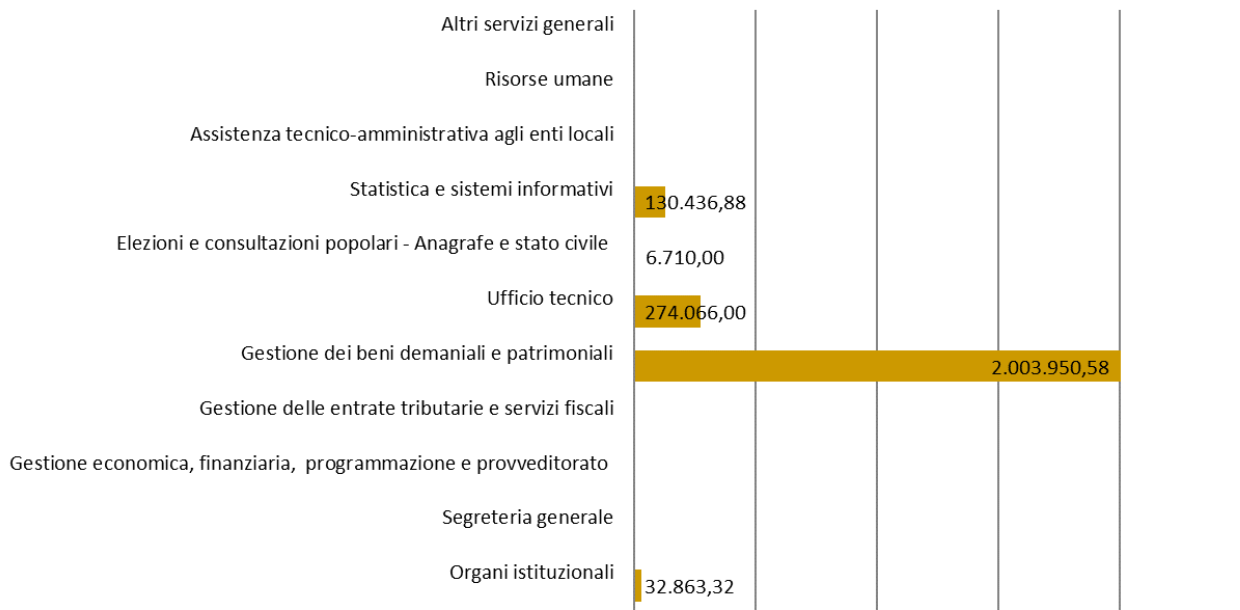 Altri servizi generali
Risorse umane
Assistenza tecnico-amministrativa agli enti locali
Statistica e sistemi informativi
130.436,88
Elezioni e consultazioni popolari - Anagrafe e stato civile
6.710,00
Ufficio tecnico
274.066,00
Gestione dei beni demaniali e patrimoniali
2.003.950,58
Gestione delle entrate tributarie e servizi fiscali
Gestione economica, finanziaria, programmazione e provveditorato
Segreteria generale
Organi istituzionali
32.863,32